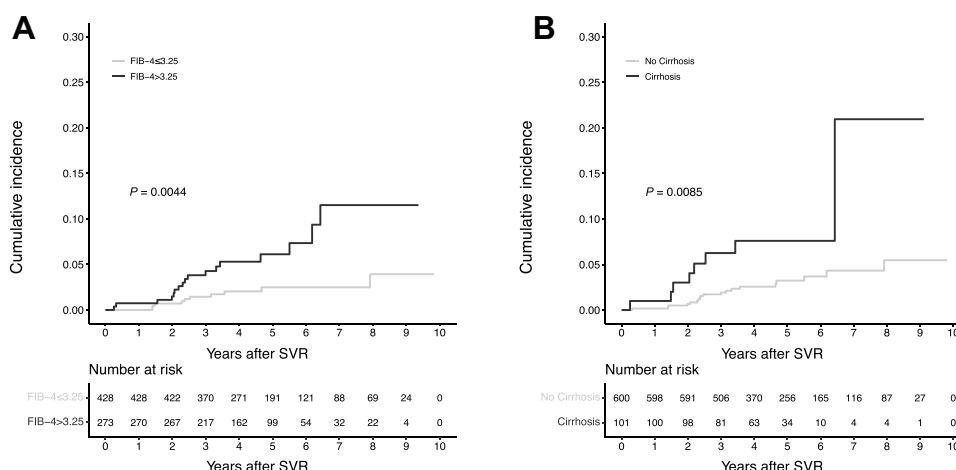 A
Cumulative incidence
0.30
0.25
0.20
0.15
0.10
0.05
0.00
FIB−4≤3.25
FIB−4>3.25
P = 0.0044
0 1 2 3 4 5 6 7 8 9 10
Years after SVR
Number at risk
FIB−4≤3.25 428 428 422 370 271 191 121 88 69 24 0
FIB−4>3.25 273 270 267 217 162 99 54 32 22 4 0
0 1 2 3 4 5 6 7 8 9 10
Years after SVR
B
Cumulative incidence
0.30
0.25
0.20
0.15
0.10
0.05
0.00
No Cirrhosis
Cirrhosis
P = 0.0085
0 1 2 3 4 5 6 7 8 9 10
Years after SVR
Number at risk
No Cirrhosis 600 598 591 506 370 256 165 116 87 27 0
Cirrhosis 101 100 98 81 63 34 10 4 4 1 0
0 1 2 3 4 5 6 7 8 9 10
Years after SVR